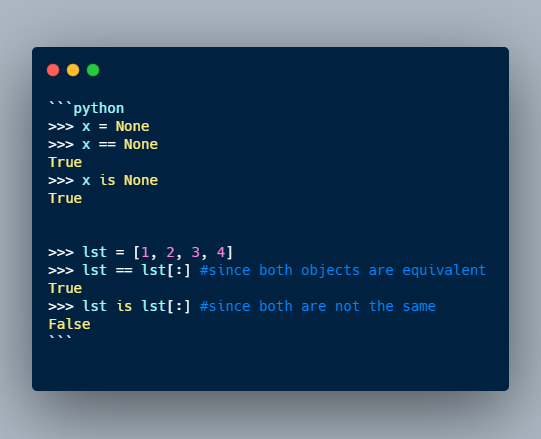 ```python
>>> x = None
>>> x == None
True
>>> x is None
True
>>> lst = [1, 2, 3, 4]
>>> lst == lst[:] #since both objects are equivalent
True
>>> lst is lst[:] #since both are not the same
False
```